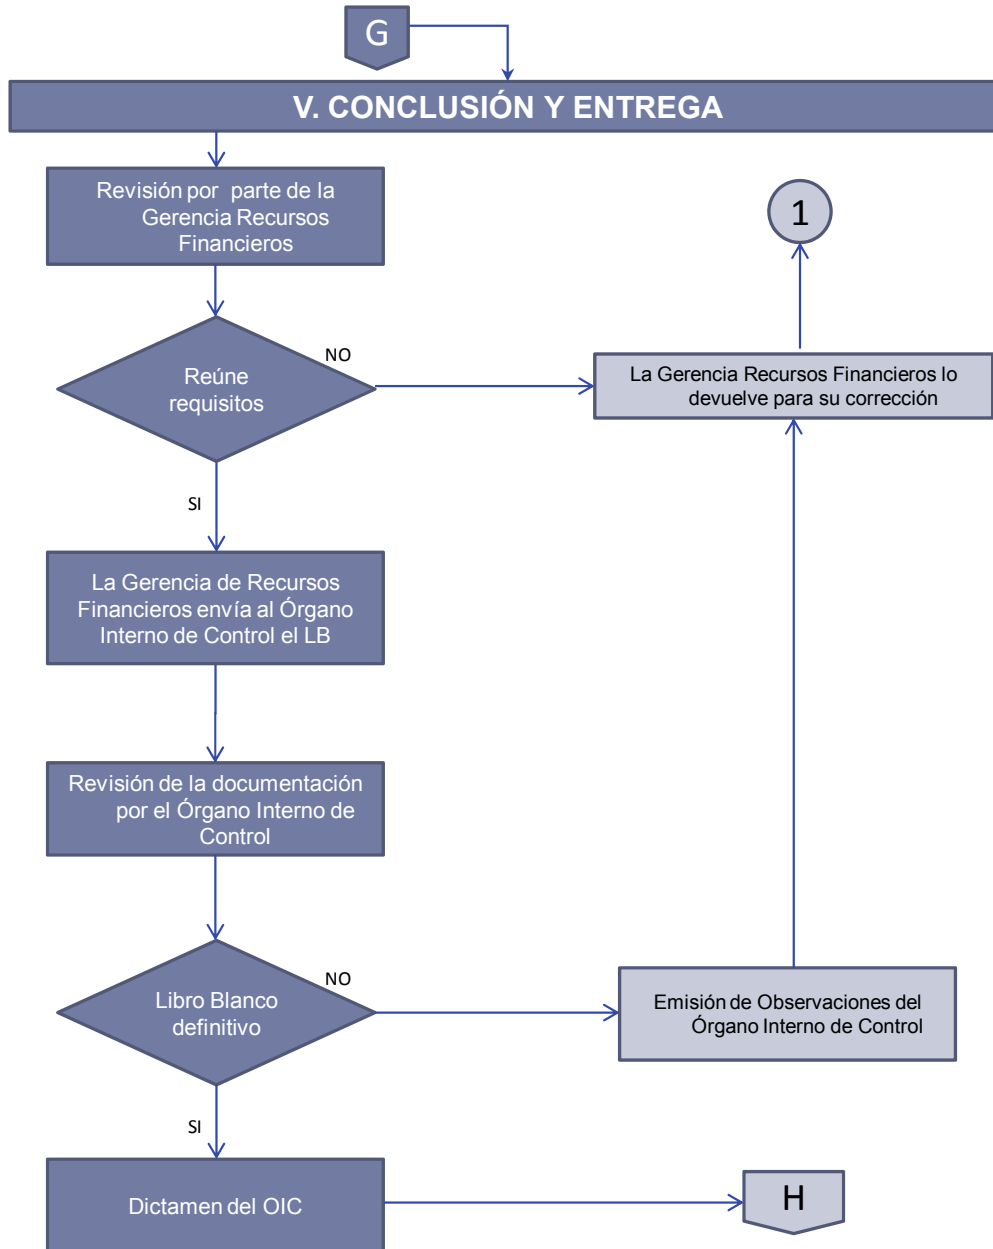 G
V. CONCLUSIÓN Y ENTREGA
Revisión por parte de la
Gerencia Recursos
Financieros
1
NO
Reúne
requisitos
La Gerencia Recursos Financieros lo
devuelve para su corrección
SI
La Gerencia de Recursos
Financieros envía al Órgano
Interno de Control el LB
Revisión de la documentación
por el Órgano Interno de
Control
NO
Libro Blanco
definitivo
Emisión de Observaciones del
Órgano Interno de Control
SI
Dictamen del OIC
H